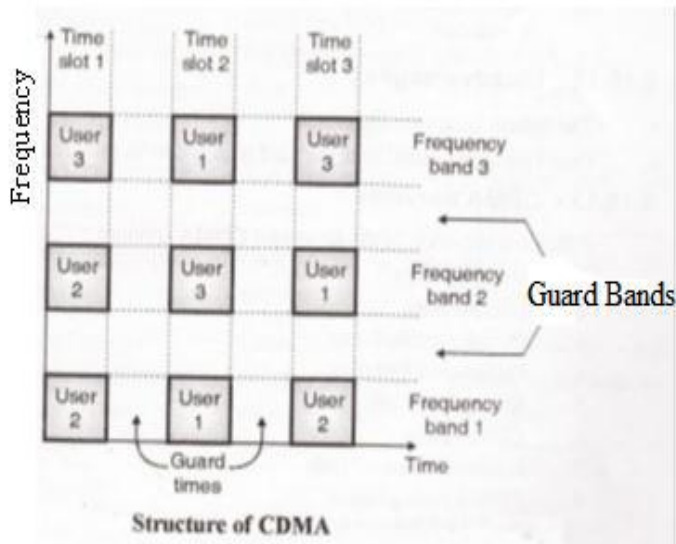 Time slot 1
Time slot 2
Time slot 3
Frequency
User 3
User 1
User 3
Frequency band 3
User 2
User 3
User 1
Frequency band 2
Guard Bands
User 2
User 1
User 2
Frequency band 1
Guard times
Time
Structure of CDMA